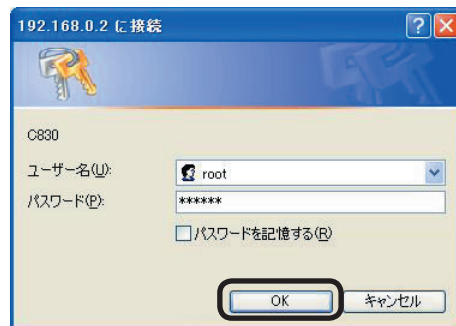 192.168.0.2 に接続
C830
ユーザー名(U):
root
パスワード(P):
******
パスワードを記憶する(R)
OK
キャンセル